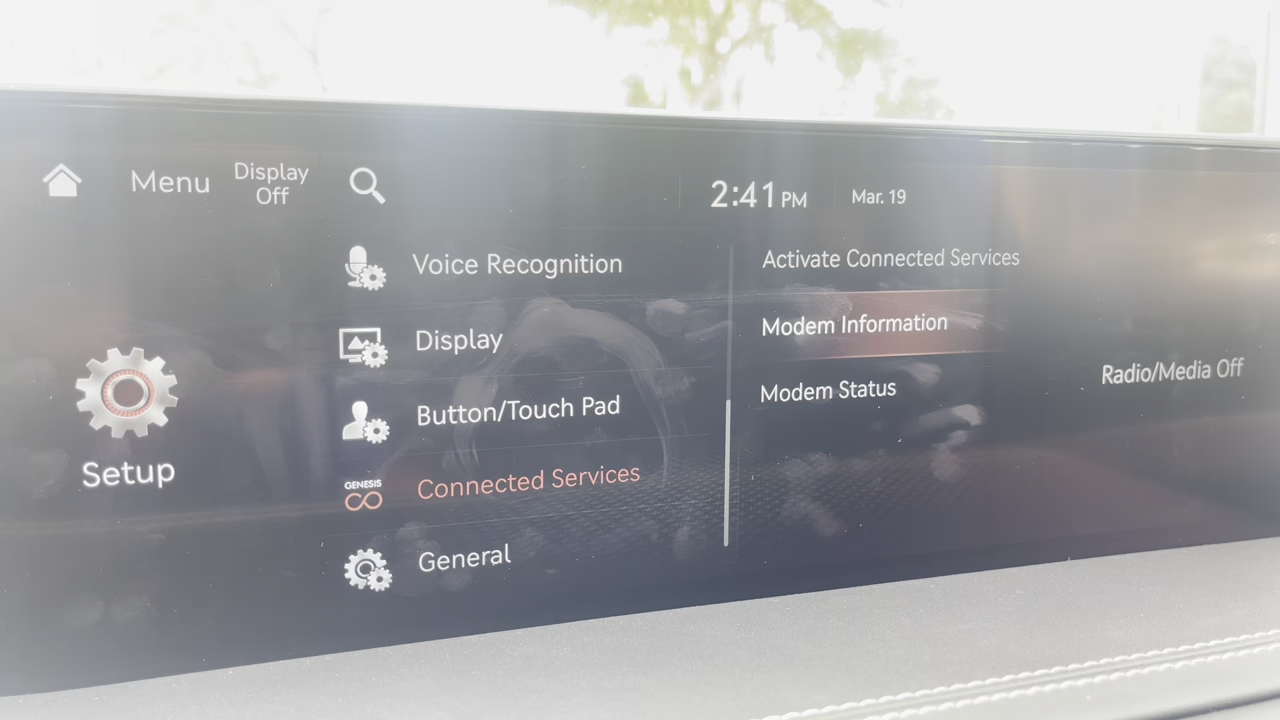 Menu
Display
Off
2:41 PM
Mar. 19
Setup
Voice Recognition
Display
Button/Touch Pad
GENESIS
Connected Services
General
Activate Connected Services
Modem Information
Modem Status
Radio/Media Off